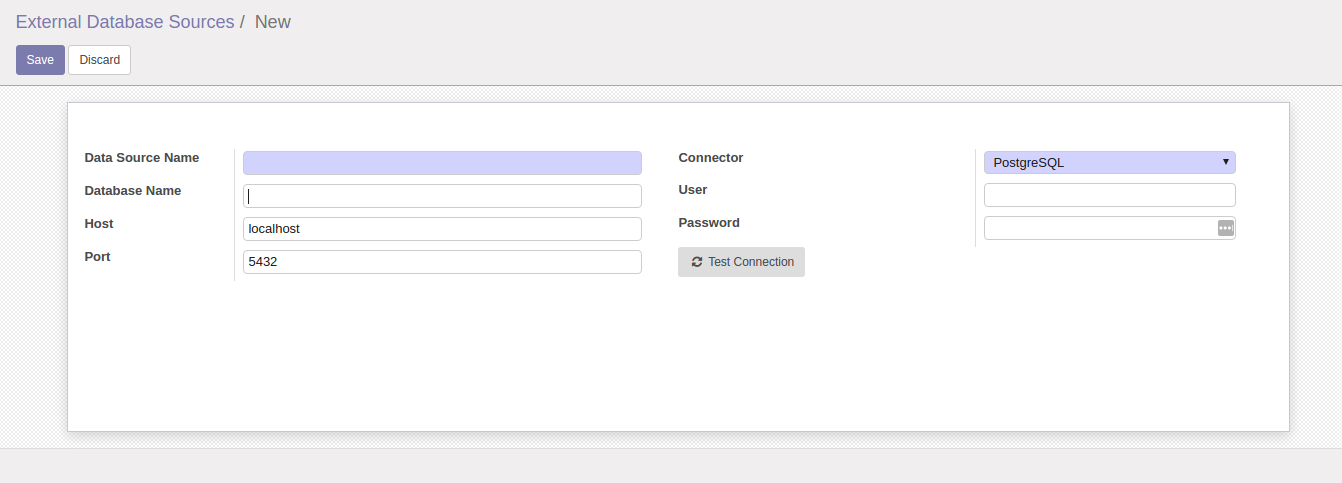 External Database Sources / New
Save Discard
Data Source Name
Database Name
Host localhost
Port 5432
Connector PostgreSQL
User
Password
Test Connection